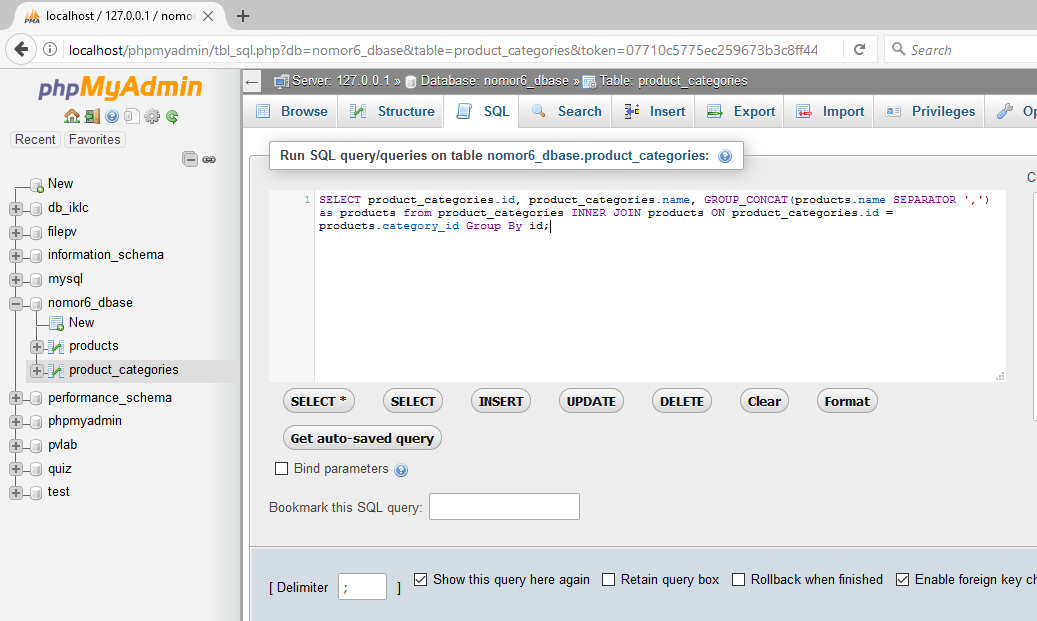 localhost / 127.0.0.1 / nomor
localhost/phpmyadmin/tbl_sql.php?db=nomor6_dbase&table=product_categories&token=07710c5775ec259673b3c8ff44
Search
phpMyAdmin
Recent Favorites
New
db_iklc
filepv
information_schema
mysql
nomor6_dbase
New
products
product_categories
performance_schema
phpmyadmin
pvlab
quiz
test
Server: 127.0.0.1 » Database: nomor6_dbase » Table: product_categories
Browse Structure SQL Search Insert Export Import Privileges Op
Run SQL query/queries on table nomor6_dbase.product_categories:
C
1 SELECT product_categories.id, product_categories.name, GROUP_CONCAT(products.name SEPARATOR ',')
as products from product_categories INNER JOIN products ON product_categories.id =
products.category_id Group By id;
SELECT * SELECT INSERT UPDATE DELETE Clear Format
Get auto-saved query
Bind parameters
Bookmark this SQL query:
[ Delimiter ; ] Show this query here again Retain query box Rollback when finished Enable foreign key ch